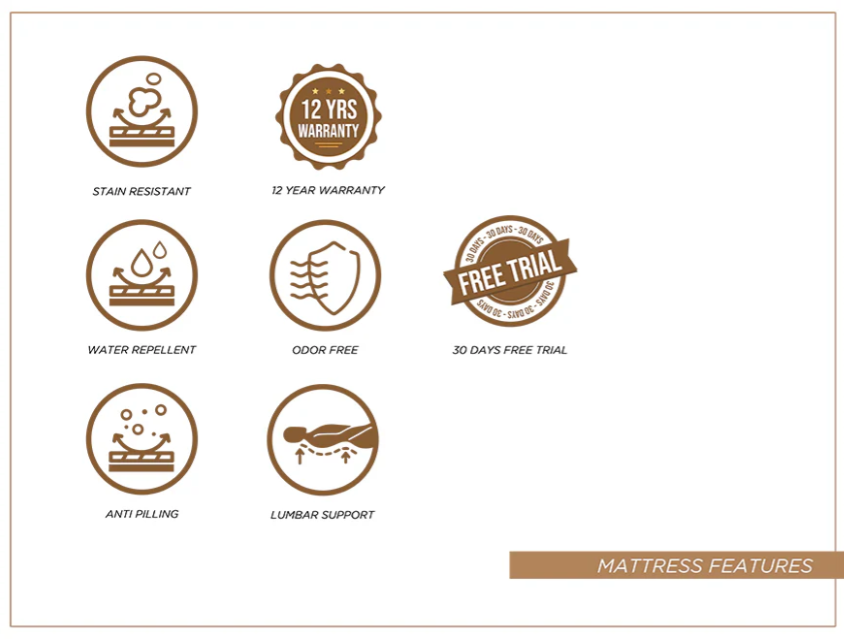 12 YRS
WARRANTY
STAIN RESISTANT
12 YEAR WARRANTY
30 DAYS - 30 DAYS - 30 DAYS
FREE TRIAL
30 DAYS - 30 DAYS - 30 DAYS
WATER REPELLENT
ODOR FREE
30 DAYS FREE TRIAL
ANTI PILLING
LUMBAR SUPPORT
MATTRESS FEATURES